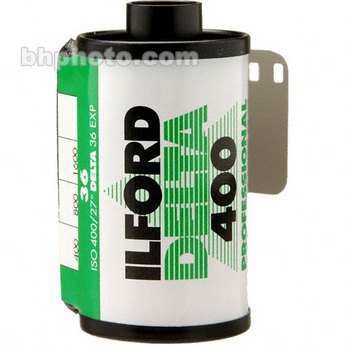 bhphoto.com
ILFORD
DELTA
400
PROFESSIONAL
36
ISO 400/27° DELTA 36 EXP
400 800 1600